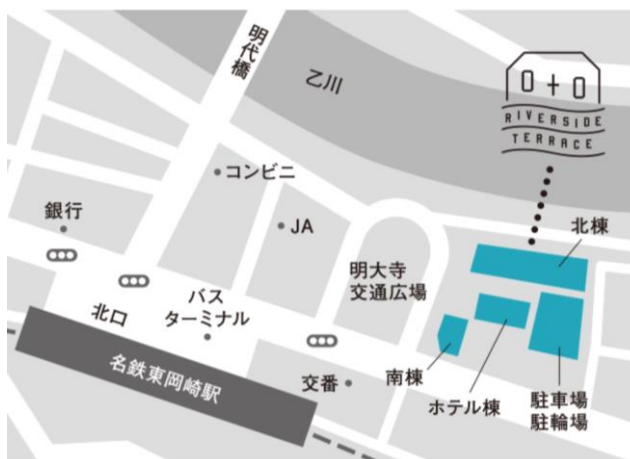 明代橋
乙川
OTO
RIVERSIDE
TERRACE
コンビニ
銀行
JA
北棟
明大寺
交通広場
バス
ターミナル
北口
名鉄東岡崎駅
交番
南棟
ホテル棟
駐車場
駐輪場